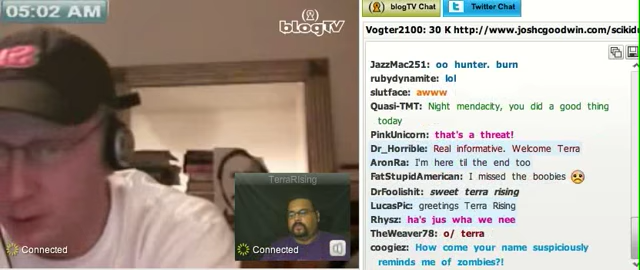 05:02 AM
blogTV
blogTV Chat
Twitter Chat
Vogter2100: 30 K http://www.joshcgoodwin.com/scikid
JazzMac251: oo hunter. burn
rubydynamite: lol
slutface: awww
Quasi-TMT: Night mendacity, you did a good thing
today
PinkUnicorn: that's a threat!
Dr_Horrible: Real informative. Welcome Terra
AronRa: I'm here til the end too
FatStupidAmerican: I missed the boobies
DrFoolishit: sweet terra rising
LucasPic: greetings Terra Rising
Rhysz: ha's jus wha we nee
TheWeaver78: o/ terra
coogiez: How come your name suspiciously
reminds me of zombies?!
TerraRising
Connected
Connected